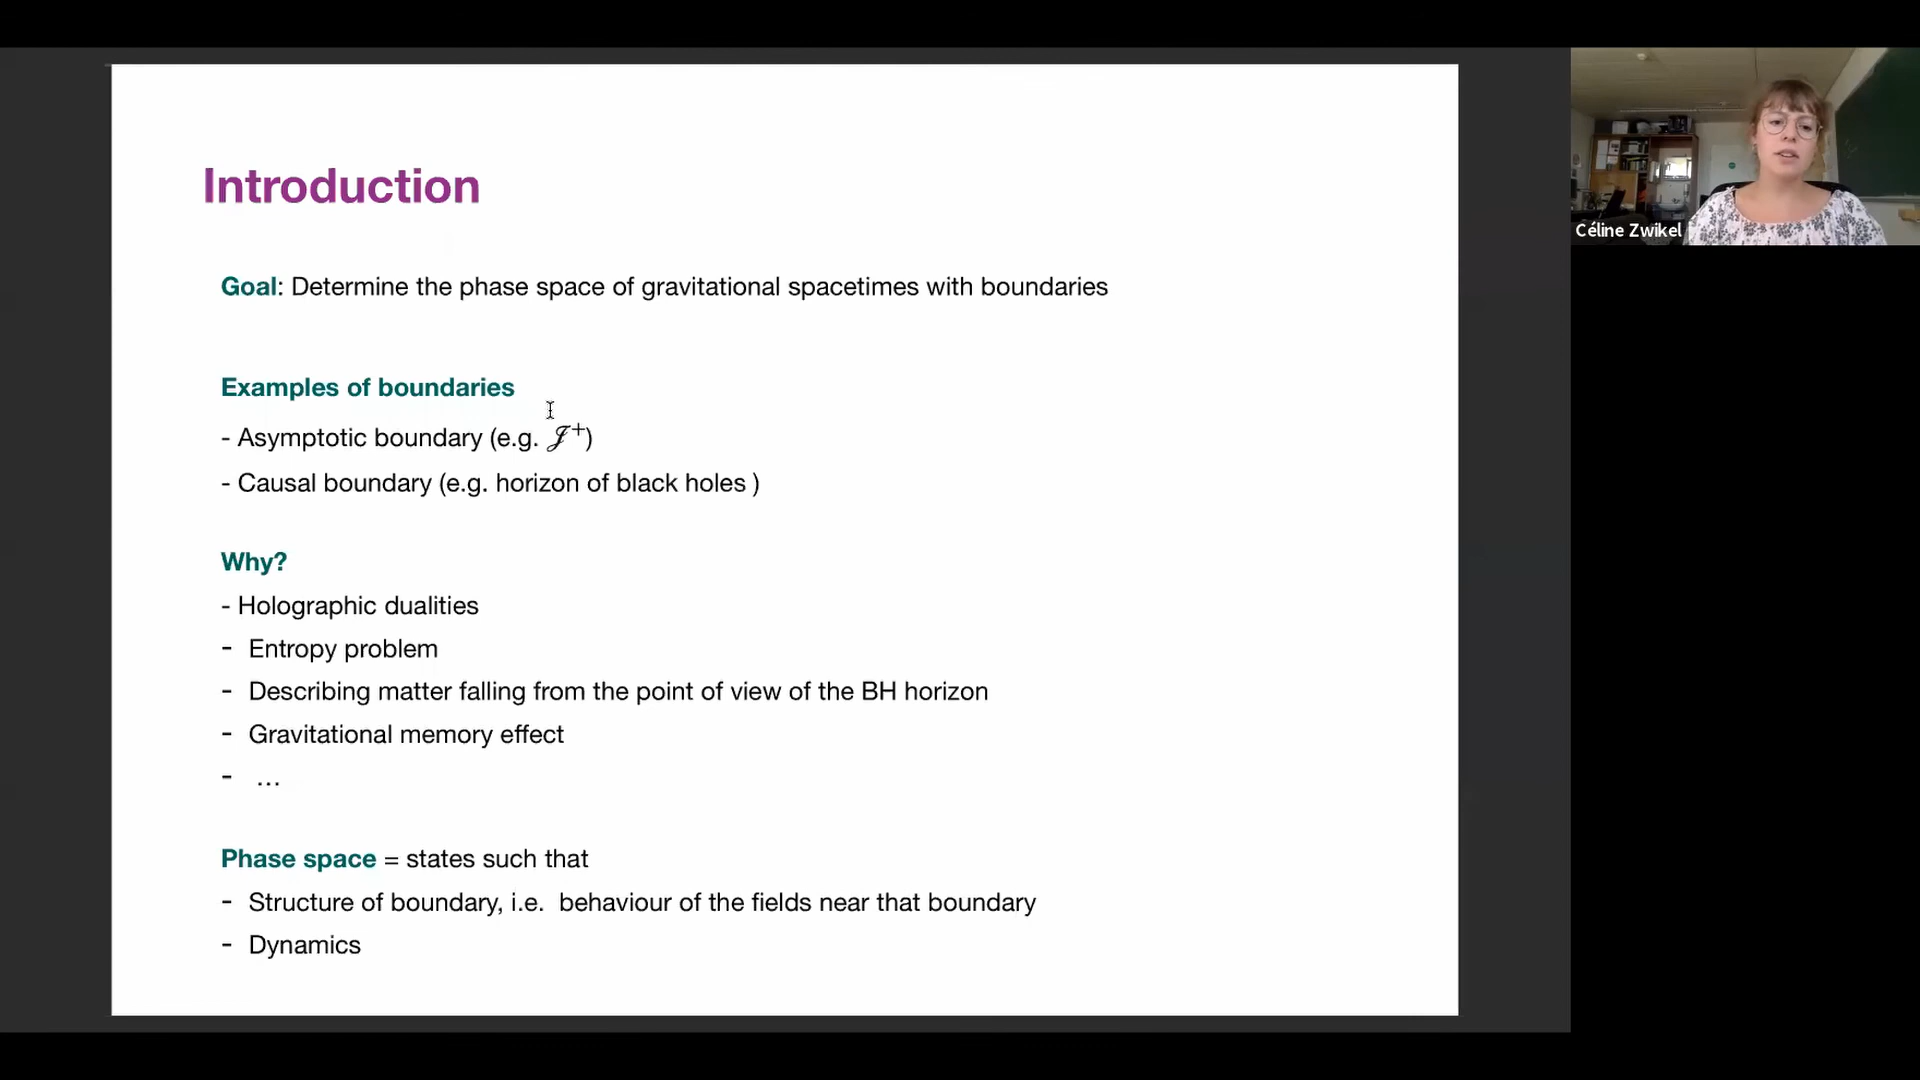 Introduction
Goal: Determine the phase space of gravitational spacetimes with boundaries
Examples of boundaries
- Asymptotic boundary (e.g. 𝒥⁺)
- Causal boundary (e.g. horizon of black holes )
Why?
- Holographic dualities
- Entropy problem
- Describing matter falling from the point of view of the BH horizon
- Gravitational memory effect
- …
Phase space = states such that
- Structure of boundary, i.e. behaviour of the fields near that boundary
- Dynamics
Céline Zwikel